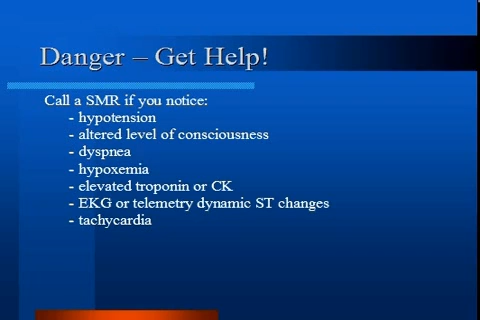 Danger – Get Help!
Call a SMR if you notice:
- hypotension
- altered level of consciousness
- dyspnea
- hypoxemia
- elevated troponin or CK
- EKG or telemetry dynamic ST changes
- tachycardia